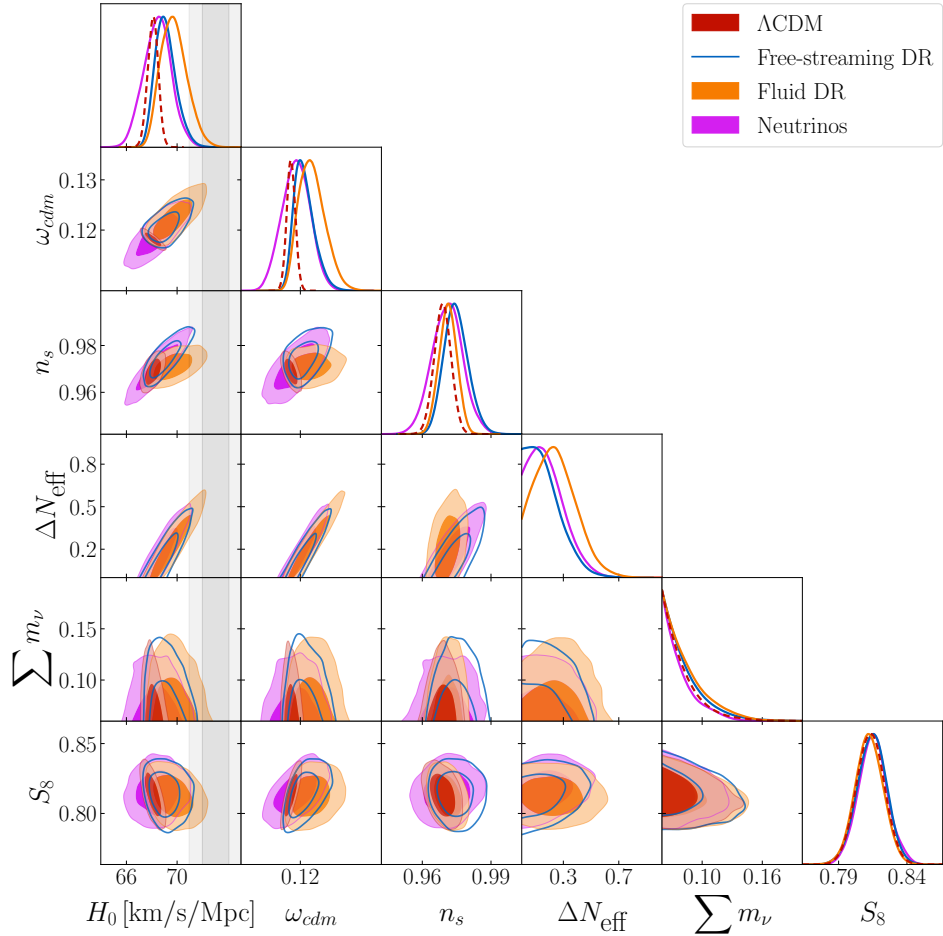 ΛCDM
Free-streaming DR
Fluid DR
Neutrinos
0.13
0.12
ω_cdm
0.98
0.96
n_s
0.8
0.5
0.2
ΔN_eff
0.15
0.10
∑ m_ν
0.85
0.80
S_8
66 70 0.12 0.96 0.99 0.3 0.7 0.10 0.16 0.79 0.84
H_0 [km/s/Mpc] ω_cdm n_s ΔN_eff ∑ m_ν S_8